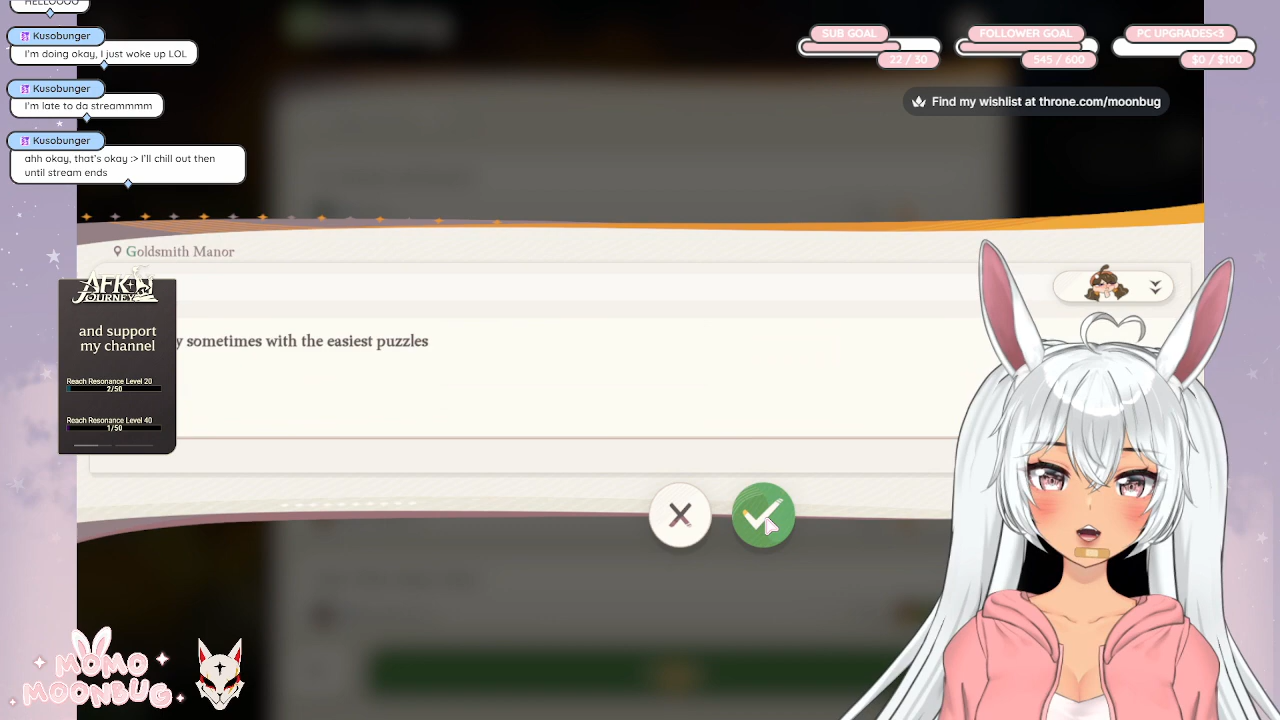 HELLOOOO
Kusobunger
I'm doing okay, I just woke up LOL
Kusobunger
I'm late to da streammmm
Kusobunger
ahh okay, that's okay :> I'll chill out then
until stream ends
SUB GOAL
22 / 30
FOLLOWER GOAL
545 / 600
PC UPGRADES<3
$0 / $100
Find my wishlist at throne.com/moonbug
Goldsmith Manor
sometimes with the easiest puzzles
AFK
JOURNEY
and support
my channel
Reach Resonance Level 20
2/50
Reach Resonance Level 40
1/50
MOMO
MOONBUG